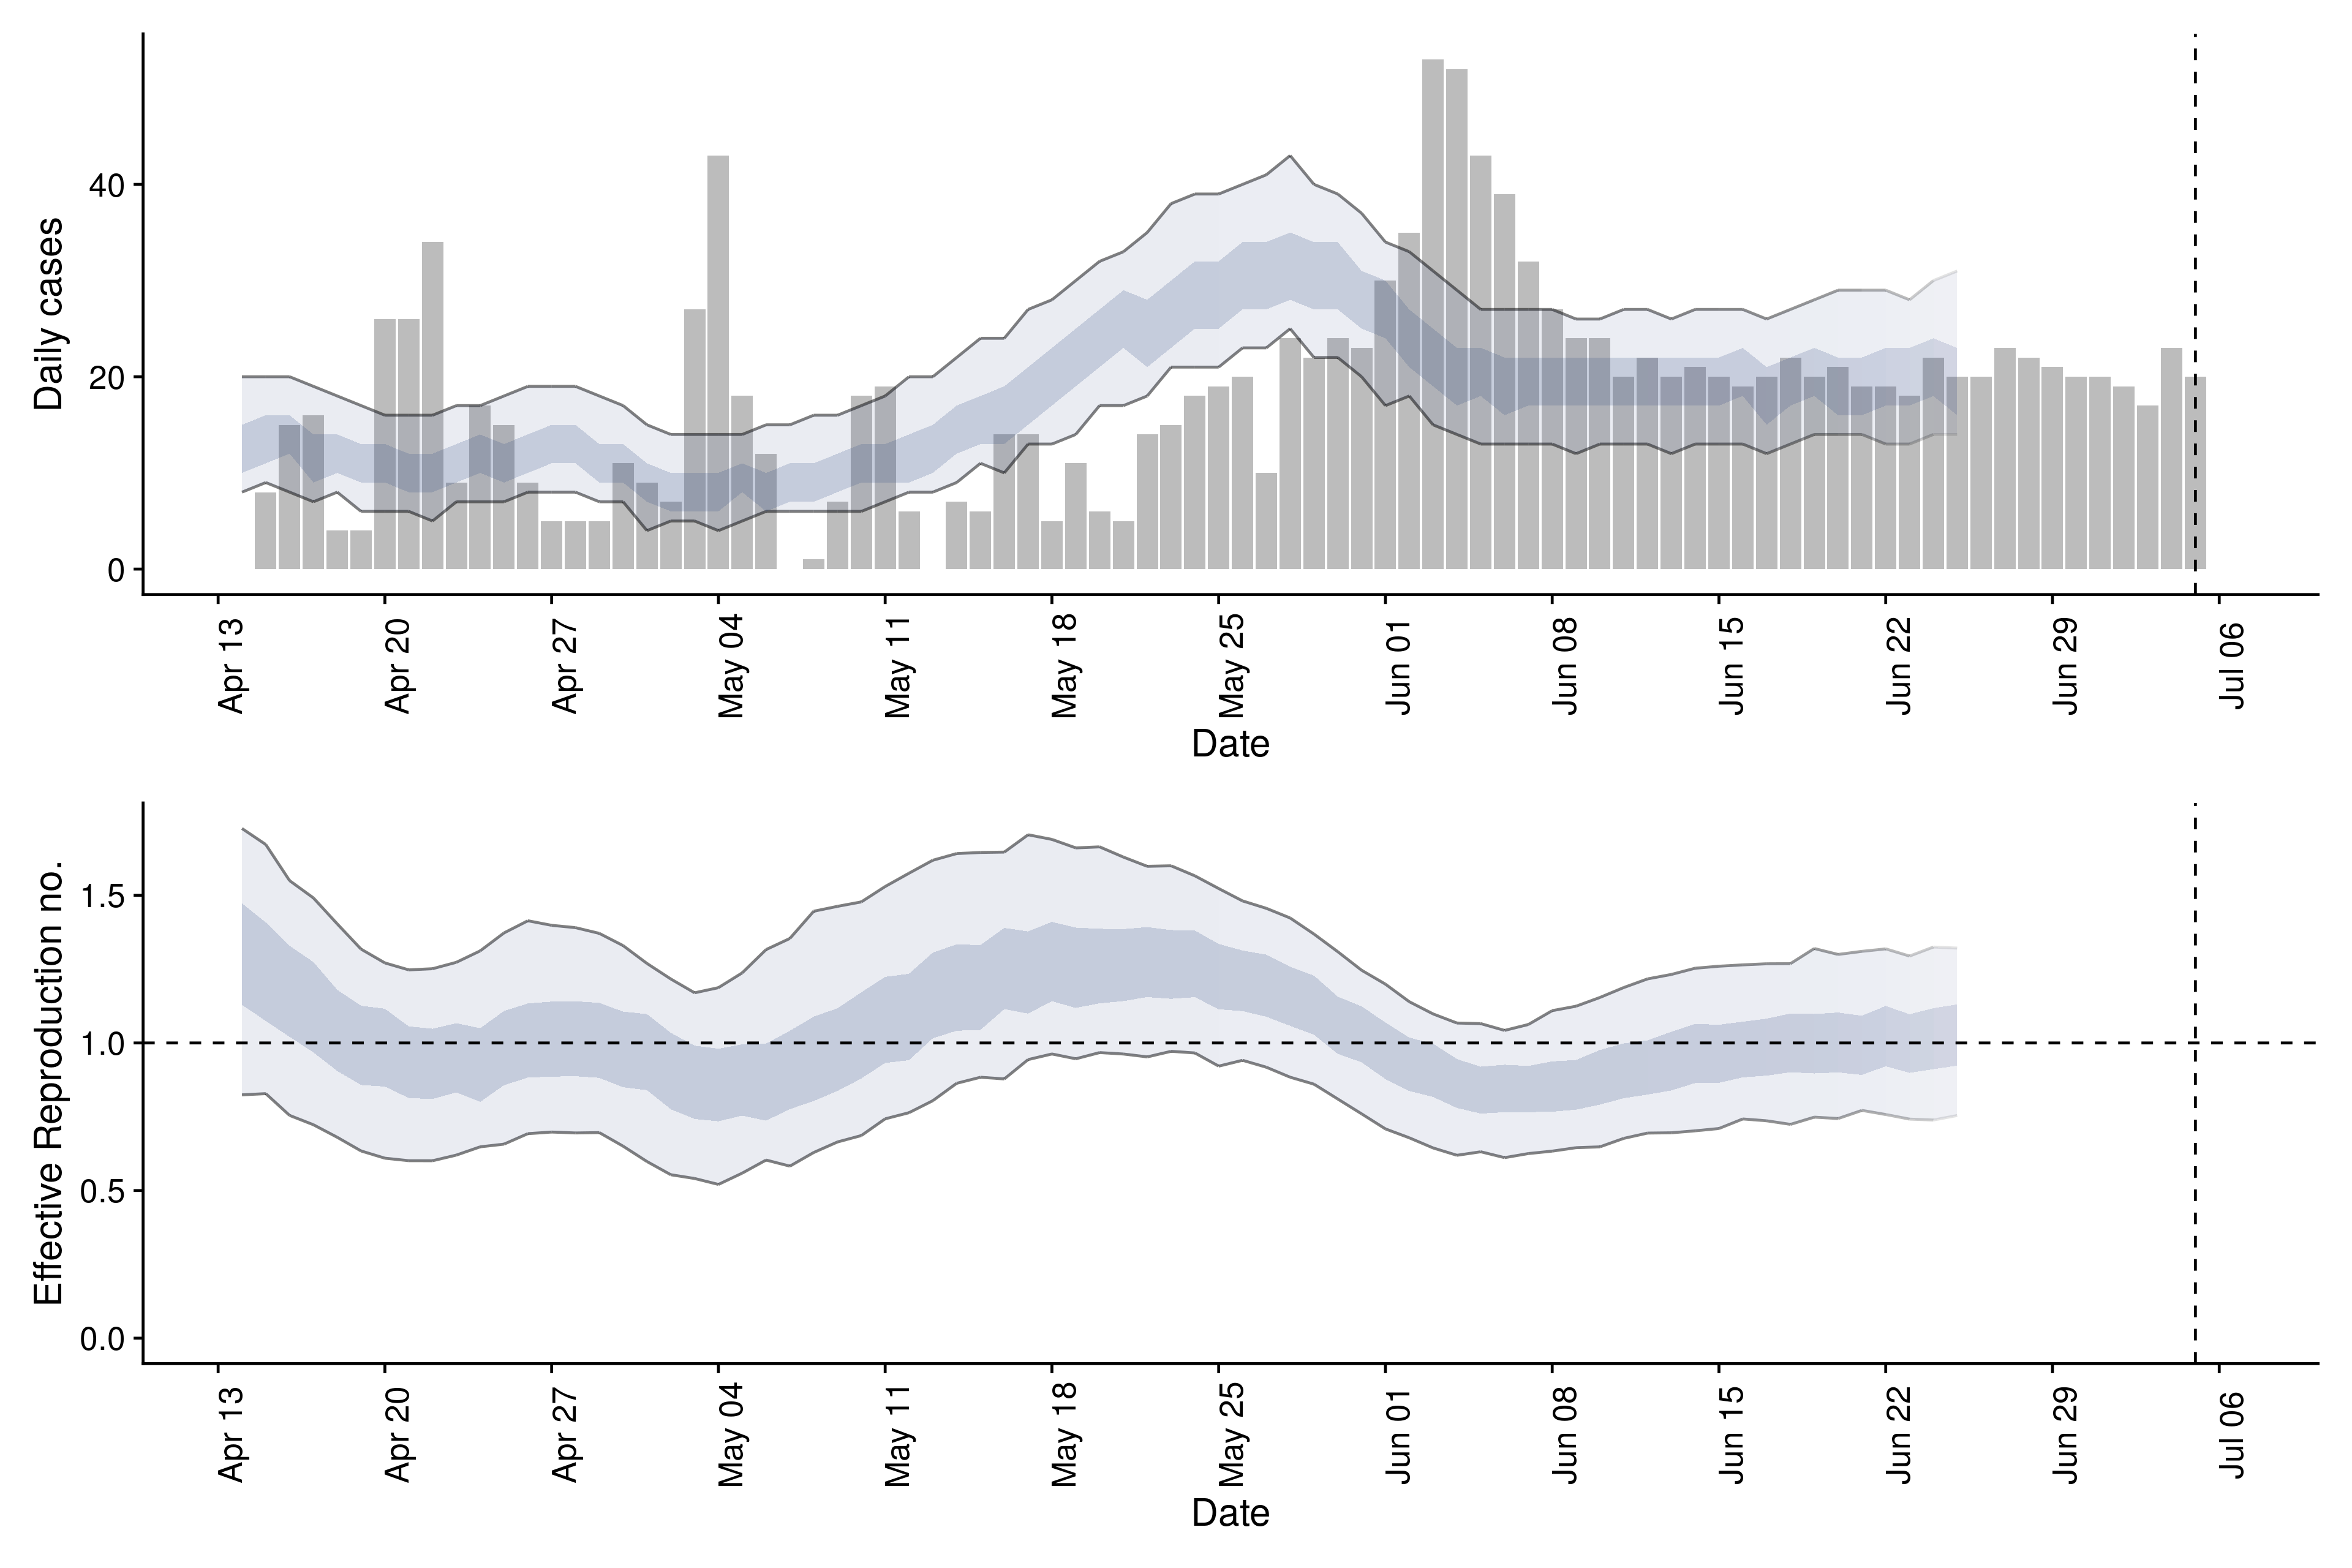 Daily cases
40
20
0
Apr 13
Apr 20
Apr 27
May 04
May 11
May 18
May 25
Jun 01
Jun 08
Jun 15
Jun 22
Jun 29
Jul 06
Date
Effective Reproduction no.
1.5
1.0
0.5
0.0
Apr 13
Apr 20
Apr 27
May 04
May 11
May 18
May 25
Jun 01
Jun 08
Jun 15
Jun 22
Jun 29
Jul 06
Date